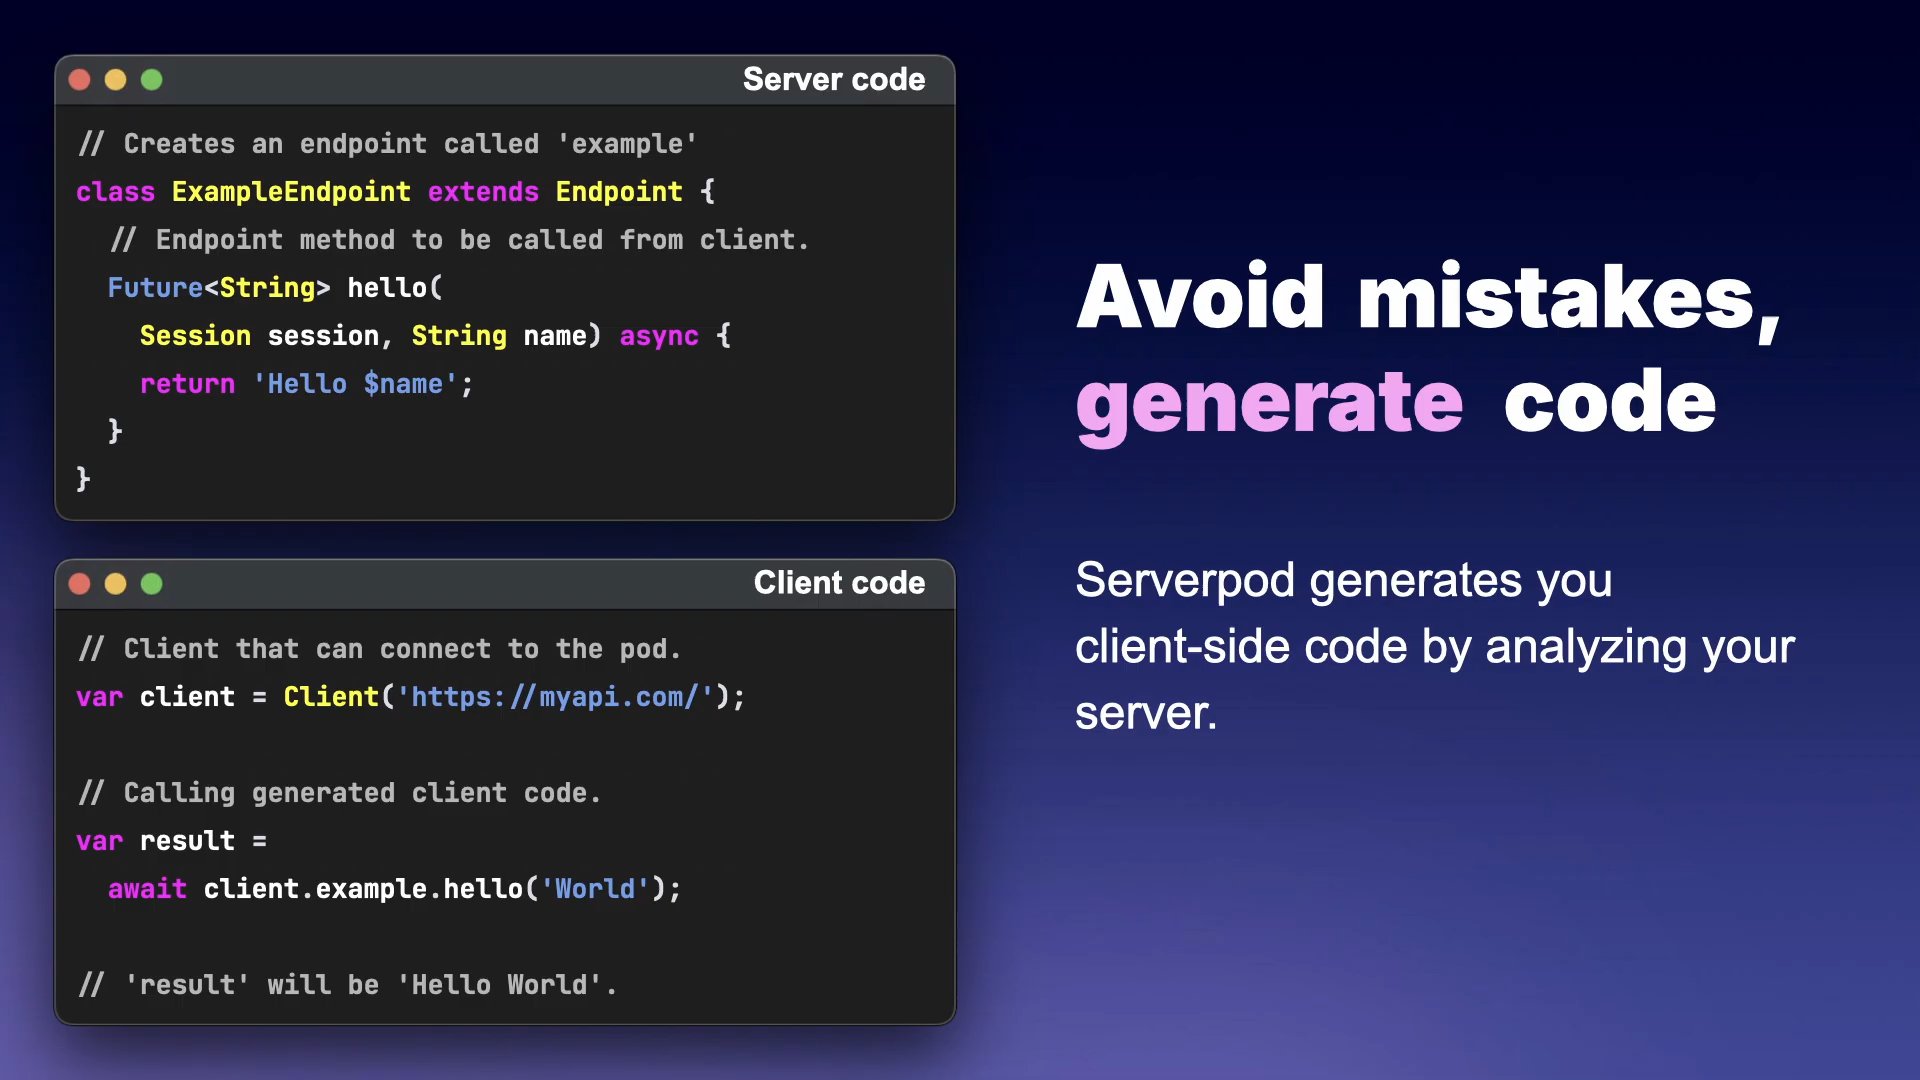 Server code
// Creates an endpoint called 'example'
class ExampleEndpoint extends Endpoint {
  // Endpoint method to be called from client.
  Future<String> hello(
    Session session, String name) async {
    return 'Hello $name';
  }
}
Client code
// Client that can connect to the pod.
var client = Client('https://myapi.com/');
// Calling generated client code.
var result =
  await client.example.hello('World');
// 'result' will be 'Hello World'.
Avoid mistakes,
generate code
Serverpod generates you
client-side code by analyzing your
server.